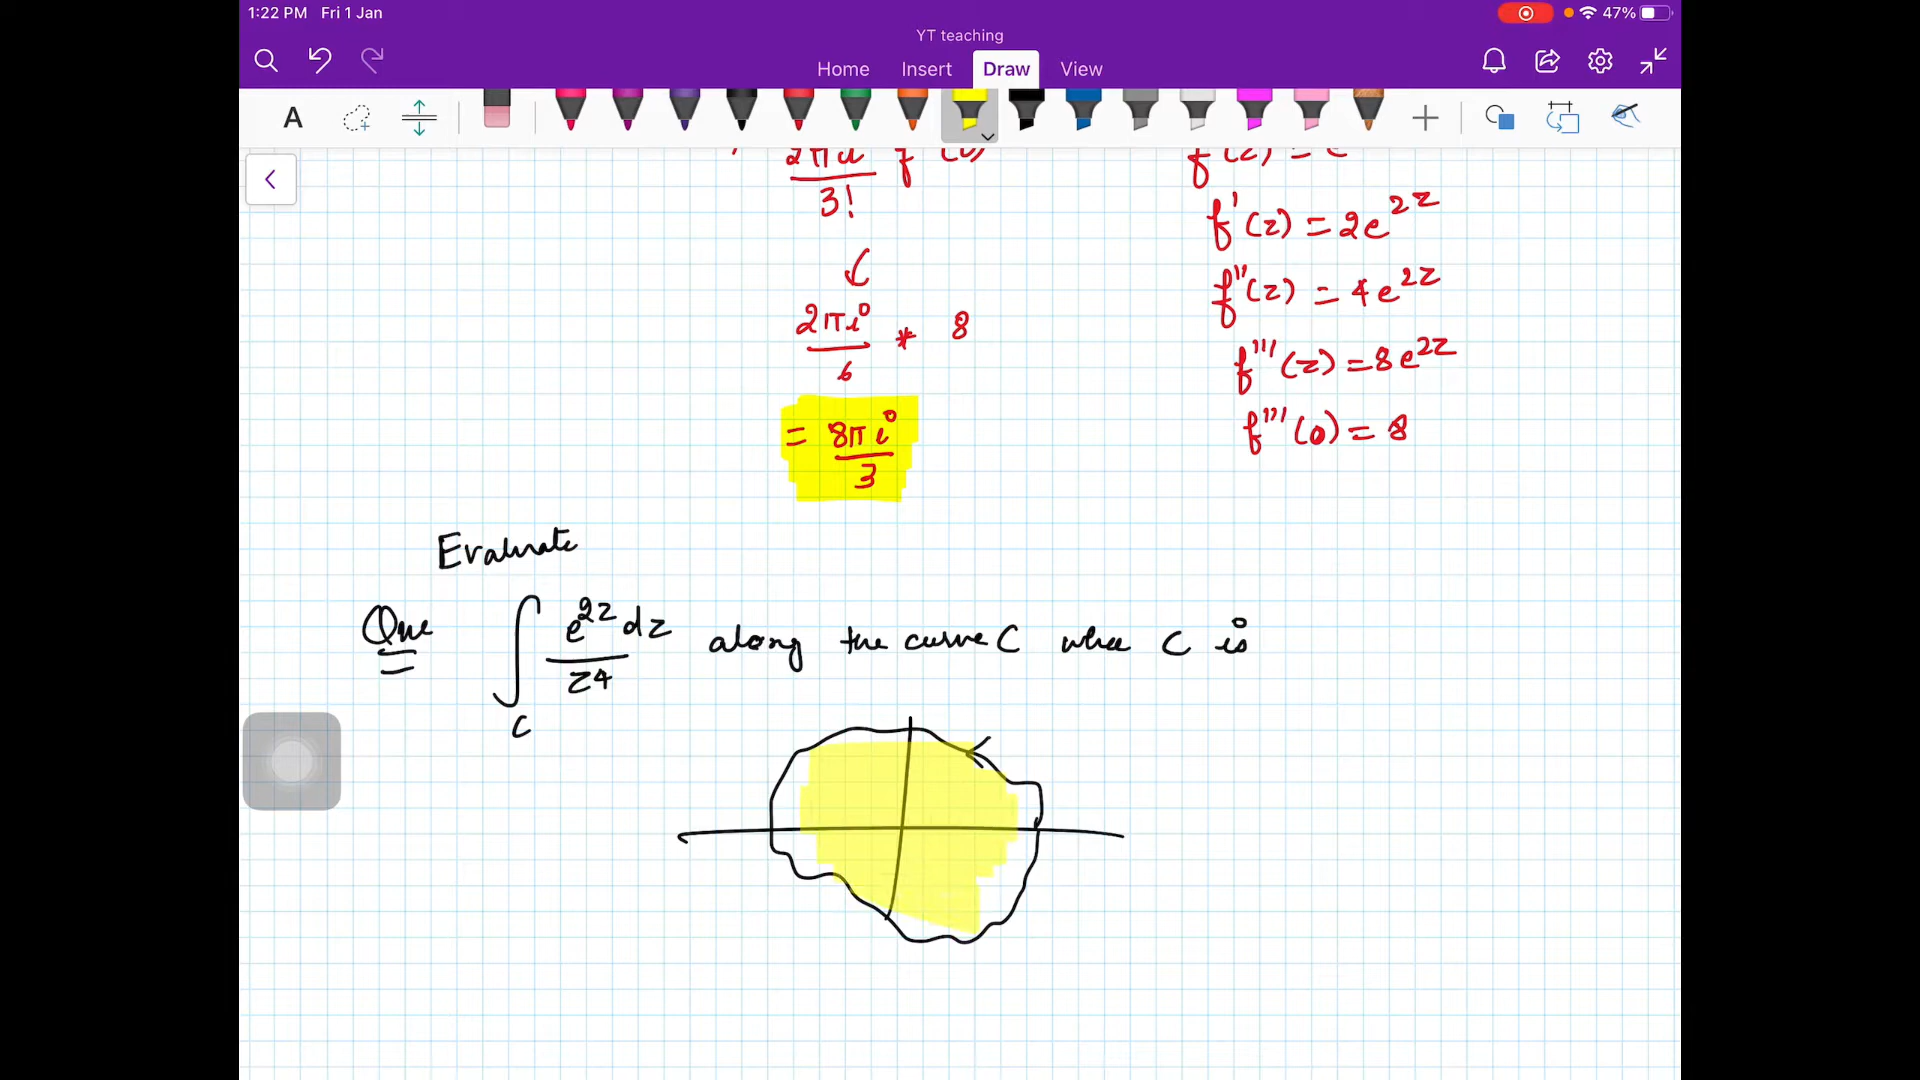 1:22 PM Fri 1 Jan
47%
YT teaching
Home Insert Draw View
A
2πi
3!
f'(z) = 2e^2z
f''(z) = 4e^2z
2πi/6 * 8
f'''(z) = 8e^2z
= 8πi/3
f'''(0) = 8
Evaluate
Que ∫_C e^2z dz / z^4 along the curve C where C is